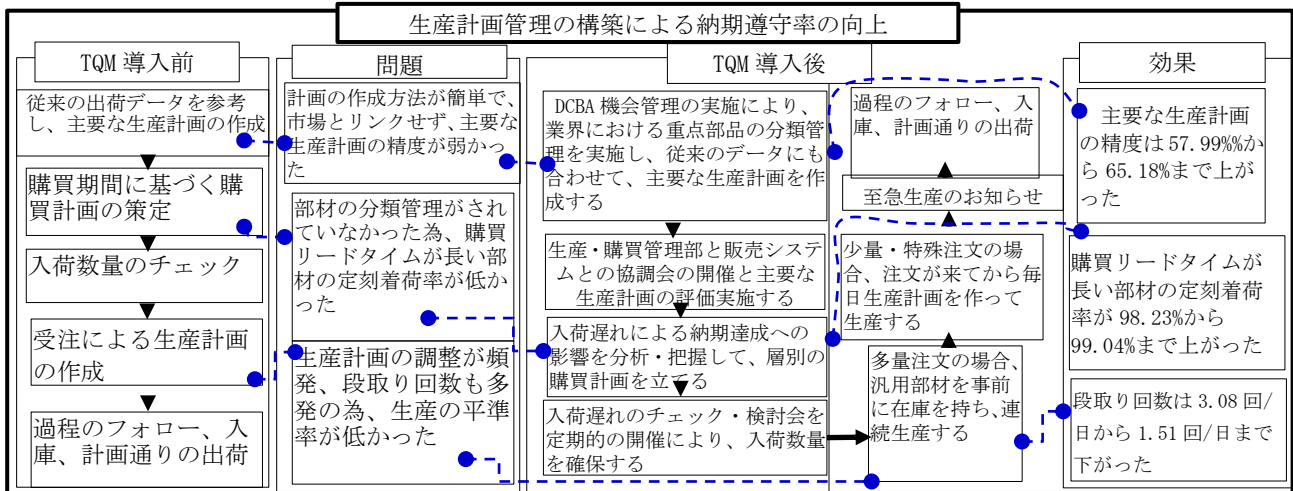 生産計画管理の構築による納期遵守率の向上
TQM 導入前
従来の出荷データを参考
し、主要な生産計画の作成
購買期間に基づく購
買計画の策定
入荷数量のチェック
受注による生産計画
の作成
過程のフォロー、入
庫、計画通りの出荷
問題
計画の作成方法が簡単で、
市場とリンクせず、主要な
生産計画の精度が弱かっ
た
部材の分類管理がされ
ていなかった為、購買
リードタイムが長い部
材の定刻着荷率が低か
った
生産計画の調整が頻
発、段取り回数も多
発の為、生産の平準
率が低かった
TQM 導入後
DCBA 機会管理の実施により、
業界における重点部品の分類管
理を実施し、従来のデータにも
合わせて、主要な生産計画を作
成する
生産・購買管理部と販売システ
ムとの協調会の開催と主要な
生産計画の評価実施する
入荷遅れによる納期達成への
影響を分析・把握して、層別の
購買計画を立てる
入荷遅れのチェック・検討会を
定期的の開催により、入荷数量
を確保する
過程のフォロー、入
庫、計画通りの出荷
至急生産のお知らせ
少量・特殊注文の場
合、注文が来てから毎
日生産計画を作って
生産する
多量注文の場合、
汎用部材を事前
に在庫を持ち、連
続生産する
効果
主要な生産計画
の精度は 57.99%%か
ら 65.18%まで上が
った
購買リードタイムが
長い部材の定刻着荷
率が 98.23%から
99.04%まで上がった
段取り回数は 3.08 回/
日から 1.51 回/日まで
下がった